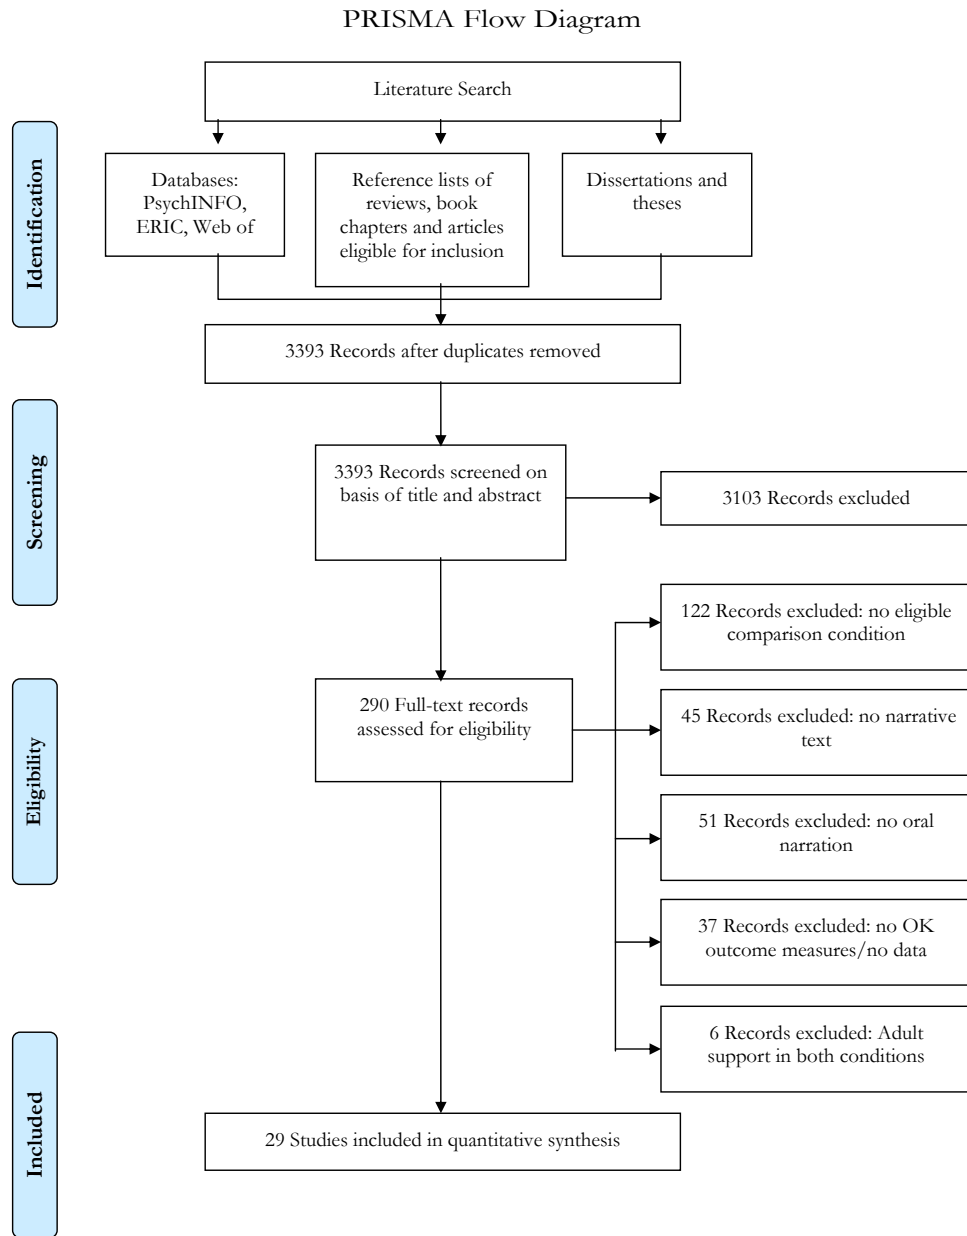 PRISMA Flow Diagram
Literature Search
Identification
Databases:
PsychINFO,
ERIC, Web of
Reference lists of
reviews, book
chapters and articles
eligible for inclusion
Dissertations and
theses
3393 Records after duplicates removed
Screening
3393 Records screened on
basis of title and abstract
3103 Records excluded
Eligibility
290 Full-text records
assessed for eligibility
122 Records excluded: no eligible
comparison condition
45 Records excluded: no narrative
text
51 Records excluded: no oral
narration
37 Records excluded: no OK
outcome measures/no data
6 Records excluded: Adult
support in both conditions
Included
29 Studies included in quantitative synthesis